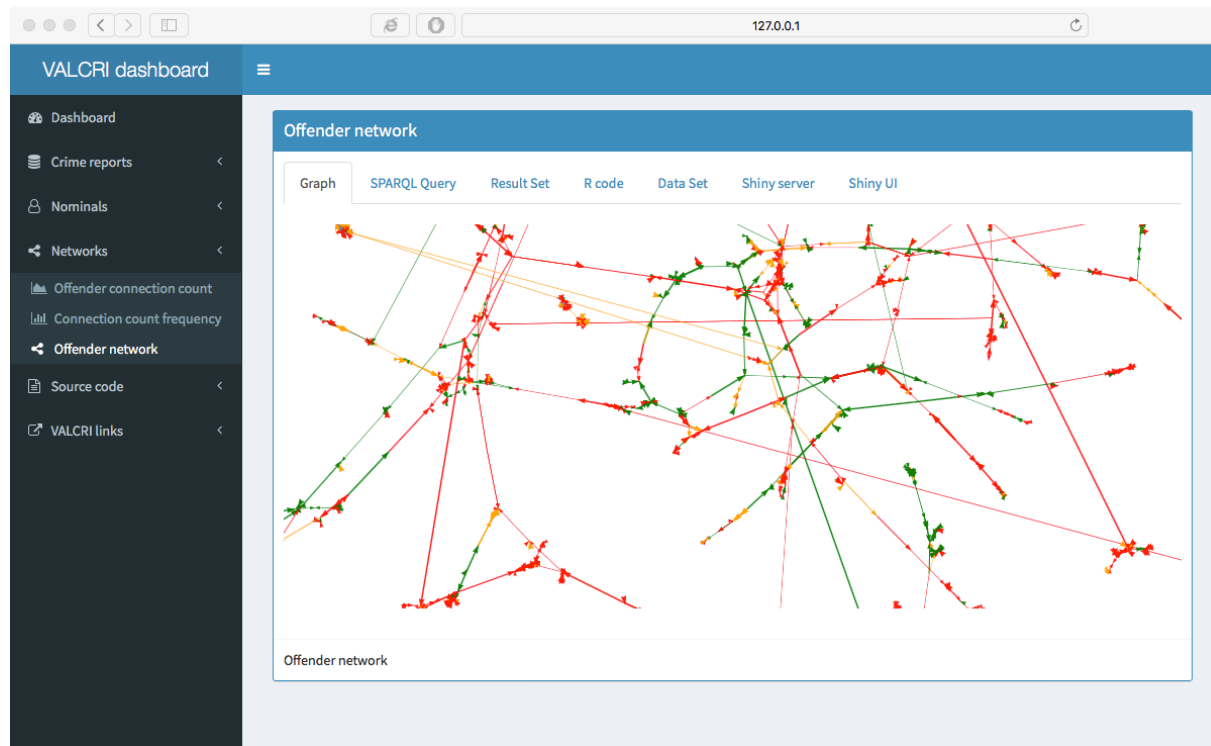 127.0.0.1
VALCRI dashboard
Dashboard
Crime reports
Nominals
Networks
Offender connection count
Connection count frequency
Offender network
Source code
VALCRI links
Offender network
Graph SPARQL Query Result Set R code Data Set Shiny server Shiny UI
Offender network